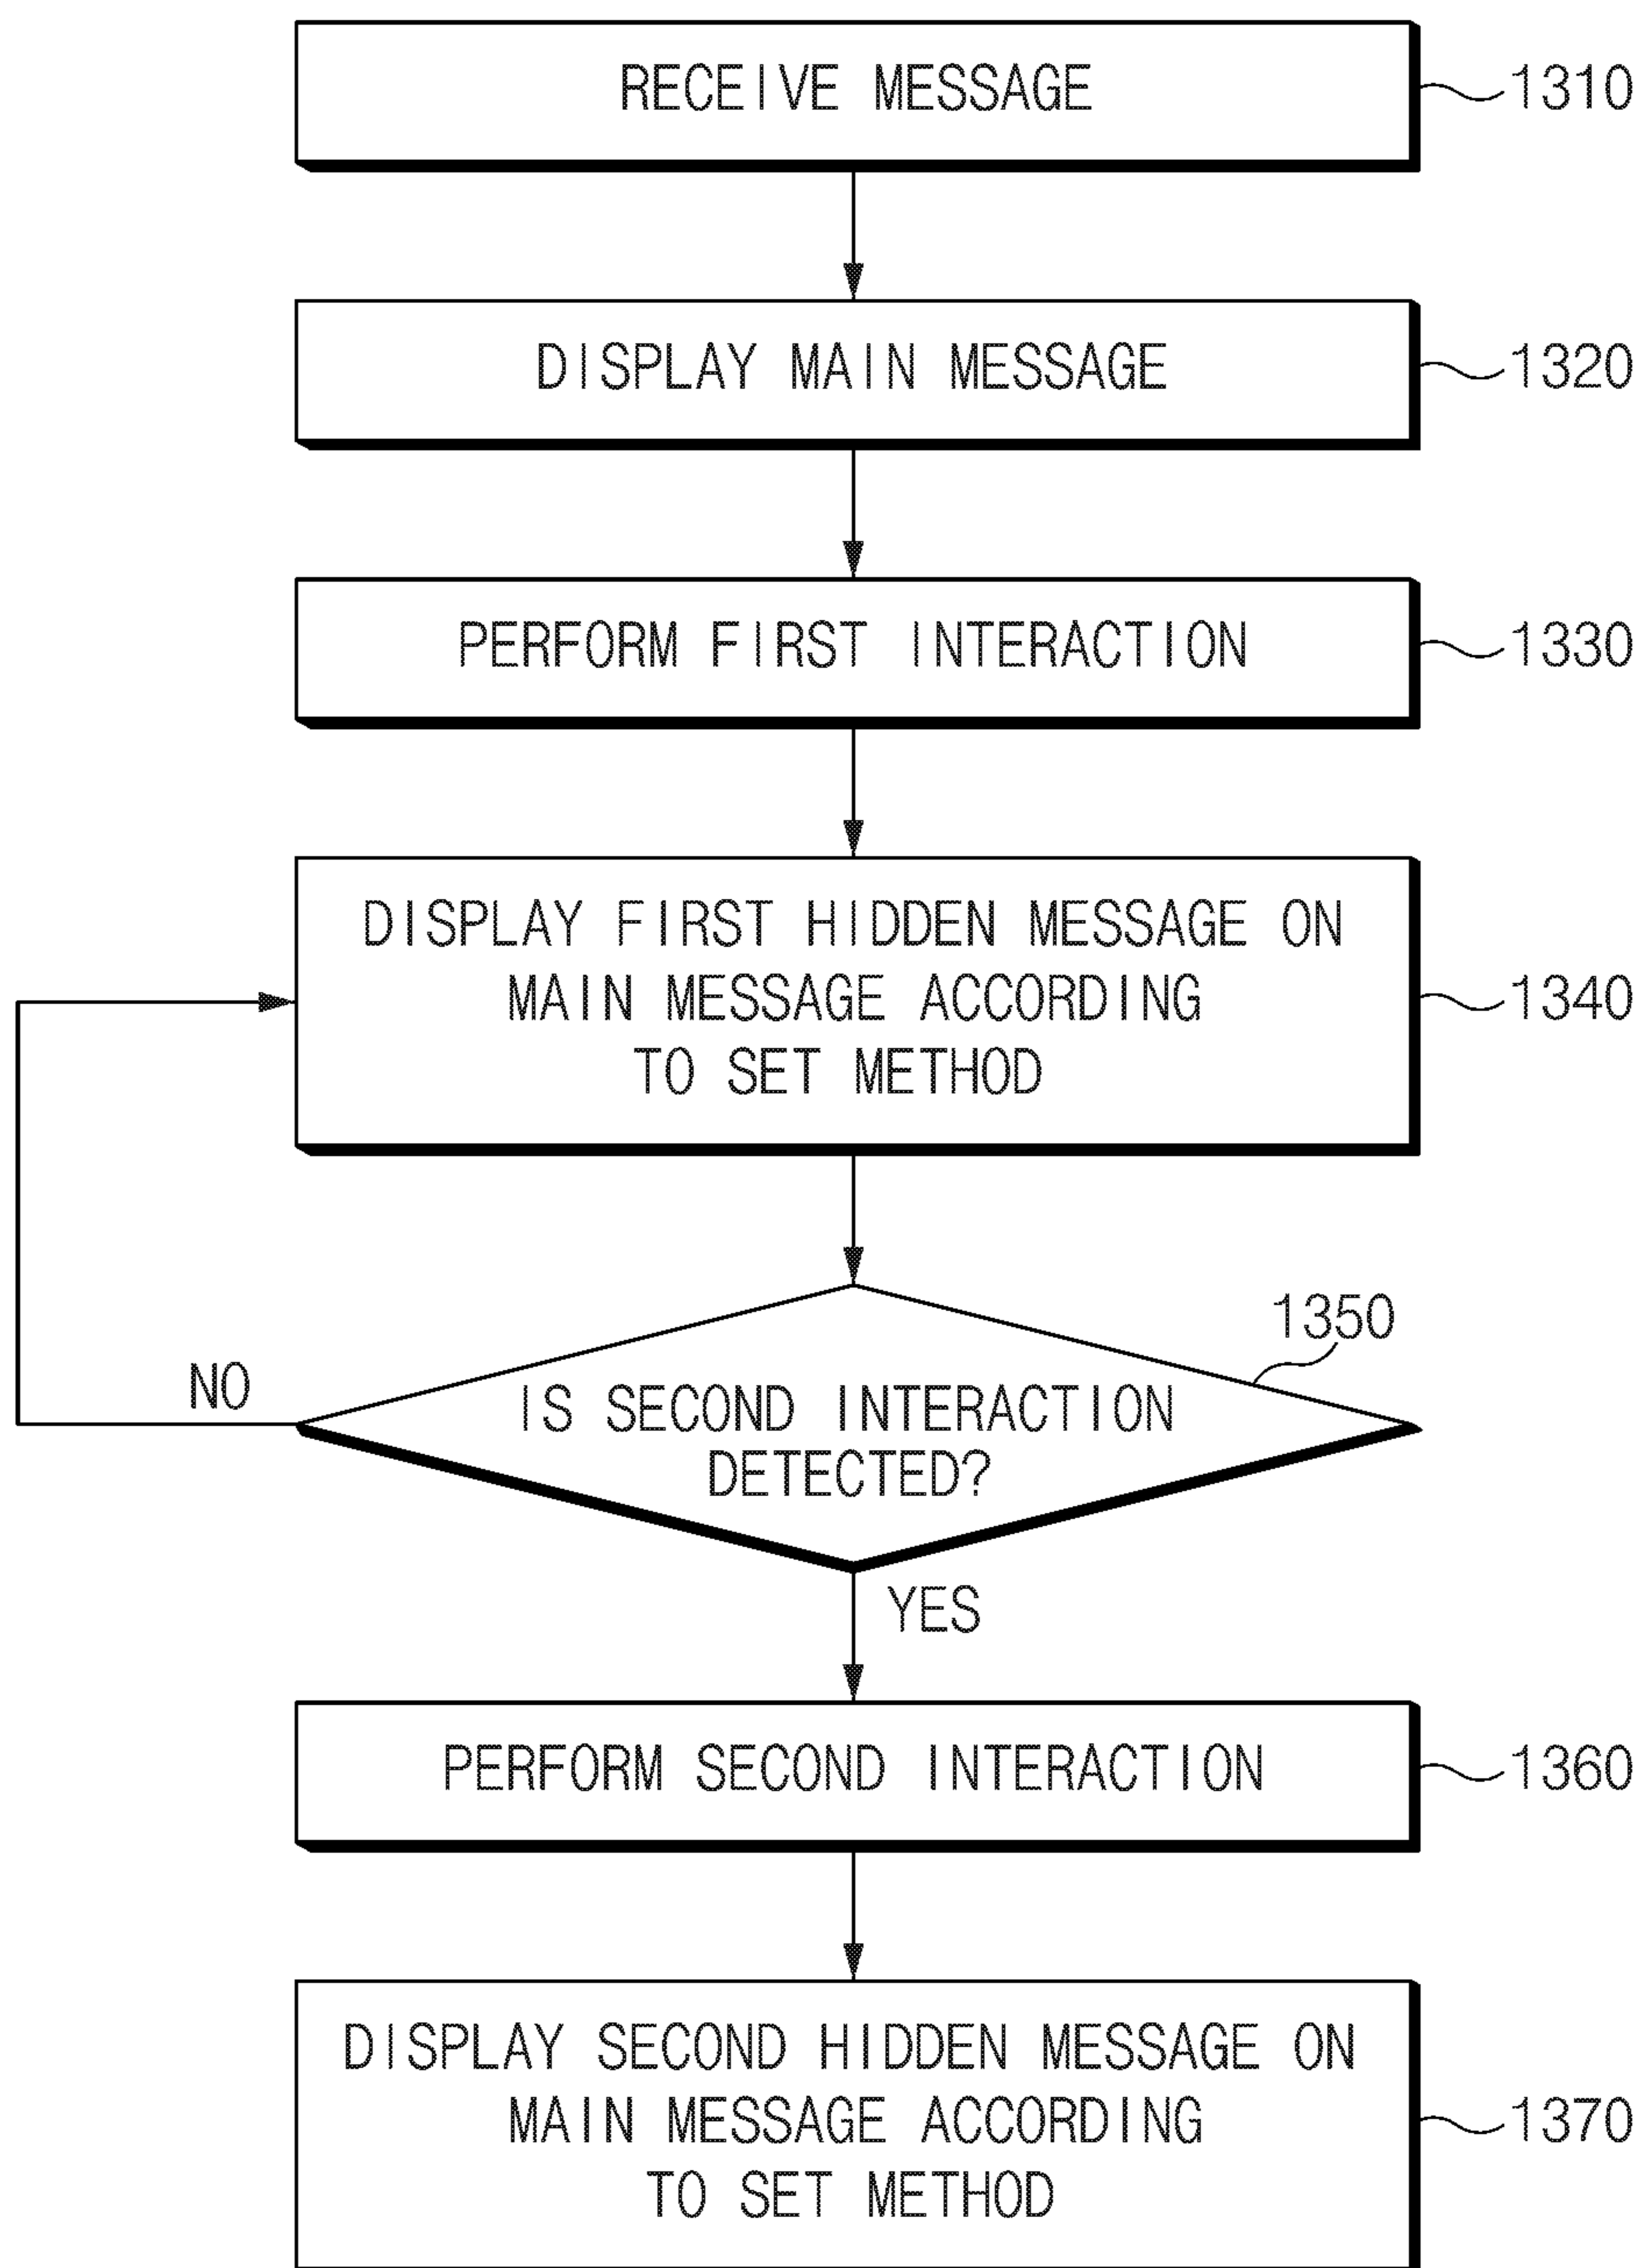 RECEIVE MESSAGE
1310
DISPLAY MAIN MESSAGE
1320
PERFORM FIRST INTERACTION
1330
DISPLAY FIRST HIDDEN MESSAGE ON
MAIN MESSAGE ACCORDING
TO SET METHOD
1340
1350
IS SECOND INTERACTION
DETECTED?
NO
YES
PERFORM SECOND INTERACTION
1360
DISPLAY SECOND HIDDEN MESSAGE ON
MAIN MESSAGE ACCORDING
TO SET METHOD
1370